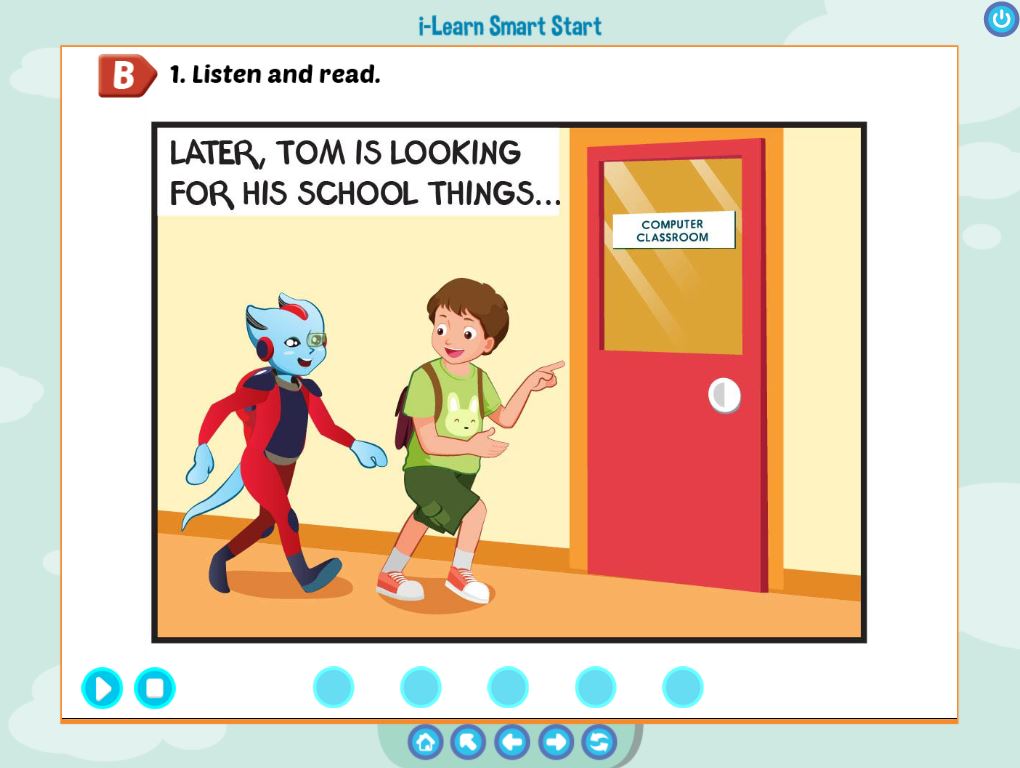 i-Learn Smart Start
B 1. Listen and read.
LATER, TOM IS LOOKING
FOR HIS SCHOOL THINGS...
COMPUTER
CLASSROOM